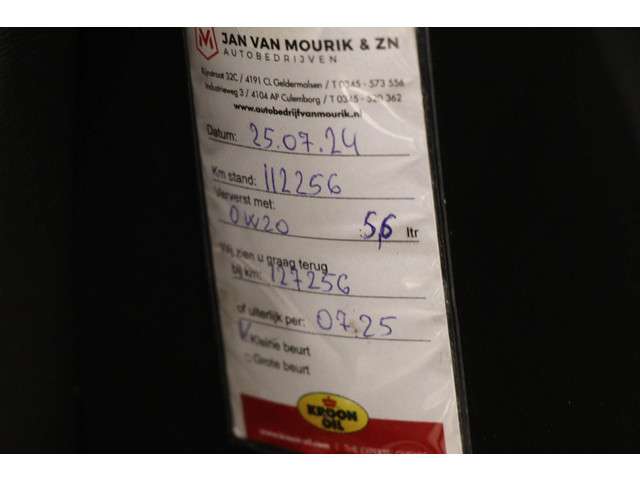 JAN VAN MOURIK & ZN
AUTOBEDRIJVEN
Rijnstraat 32C / 4191 CL Geldermalsen / T 0345 - 573 556
Industrieweg 3 / 4104 AP Culemborg / T 0345 - 520 362
www.autobedrijfvanmourik.nl
Datum: 25.07.24
Km stand: 112256
Ververst met:
0W20 5,6 ltr
Wij zien u graag terug
bij km: 127256
of uiterlijk per: 07.25
Kleine beurt
Grote beurt
KROON
OIL